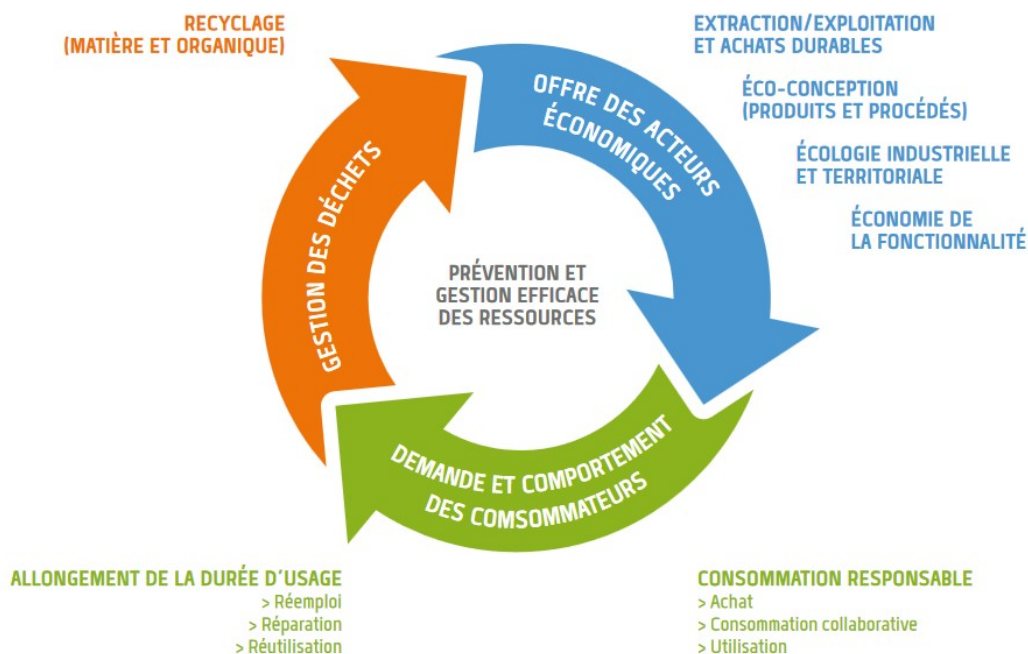 RECYCLAGE
(MATIÈRE ET ORGANIQUE)
EXTRACTION/EXPLOITATION
ET ACHATS DURABLES
ÉCO-CONCEPTION
(PRODUITS ET PROCÉDÉS)
ÉCOLOGIE INDUSTRIELLE
ET TERRITORIALE
ÉCONOMIE DE
LA FONCTIONNALITÉ
OFFRE DES ACTEURS
ÉCONOMIQUES
GESTION DES DÉCHETS
PRÉVENTION ET
GESTION EFFICACE
DES RESSOURCES
DEMANDE ET COMPORTEMENT
DES COMSOMMATEURS
ALLONGEMENT DE LA DURÉE D'USAGE
> Réemploi
> Réparation
> Réutilisation
CONSOMMATION RESPONSABLE
> Achat
> Consommation collaborative
> Utilisation